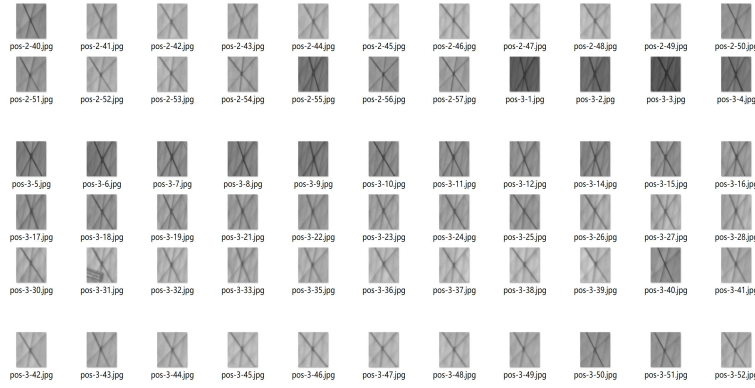 pos-2-40.jpg pos-2-41.jpg pos-2-42.jpg pos-2-43.jpg pos-2-44.jpg pos-2-45.jpg pos-2-46.jpg pos-2-47.jpg pos-2-48.jpg pos-2-49.jpg pos-2-50.jpg
pos-2-51.jpg pos-2-52.jpg pos-2-53.jpg pos-2-54.jpg pos-2-55.jpg pos-2-56.jpg pos-2-57.jpg pos-3-1.jpg pos-3-2.jpg pos-3-3.jpg pos-3-4.jpg
pos-3-5.jpg pos-3-6.jpg pos-3-7.jpg pos-3-8.jpg pos-3-9.jpg pos-3-10.jpg pos-3-11.jpg pos-3-12.jpg pos-3-14.jpg pos-3-15.jpg pos-3-16.jpg
pos-3-17.jpg pos-3-18.jpg pos-3-19.jpg pos-3-21.jpg pos-3-22.jpg pos-3-23.jpg pos-3-24.jpg pos-3-25.jpg pos-3-26.jpg pos-3-27.jpg pos-3-28.jpg
pos-3-30.jpg pos-3-31.jpg pos-3-32.jpg pos-3-33.jpg pos-3-35.jpg pos-3-36.jpg pos-3-37.jpg pos-3-38.jpg pos-3-39.jpg pos-3-40.jpg pos-3-41.jpg
pos-3-42.jpg pos-3-43.jpg pos-3-44.jpg pos-3-45.jpg pos-3-46.jpg pos-3-47.jpg pos-3-48.jpg pos-3-49.jpg pos-3-50.jpg pos-3-51.jpg pos-3-52.jpg